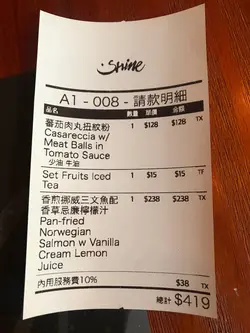 Shine
A1 - 008 - 請款明細
品名 數量 單價 金額
蕃茄肉丸扭紋粉 1 $128 $128 TX
Casareccia w/
Meat Balls in
Tomato Sauce
少油 牛油
Set Fruits Iced 1 $15 $15 TX
Tea
香煎挪威三文魚配 1 $238 $238 TX
香草忌廉檸檬汁
Pan-fried
Norwegian
Salmon w Vanilla
Cream Lemon
Juice
內用服務費10% $38 TX
總計 $419